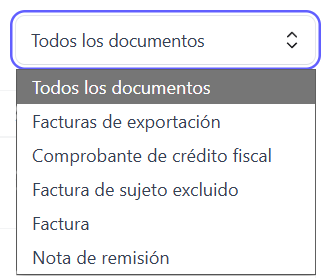 Todos los documentos
Todos los documentos
Facturas de exportación
Comprobante de crédito fiscal
Factura de sujeto excluido
Factura
Nota de remisión